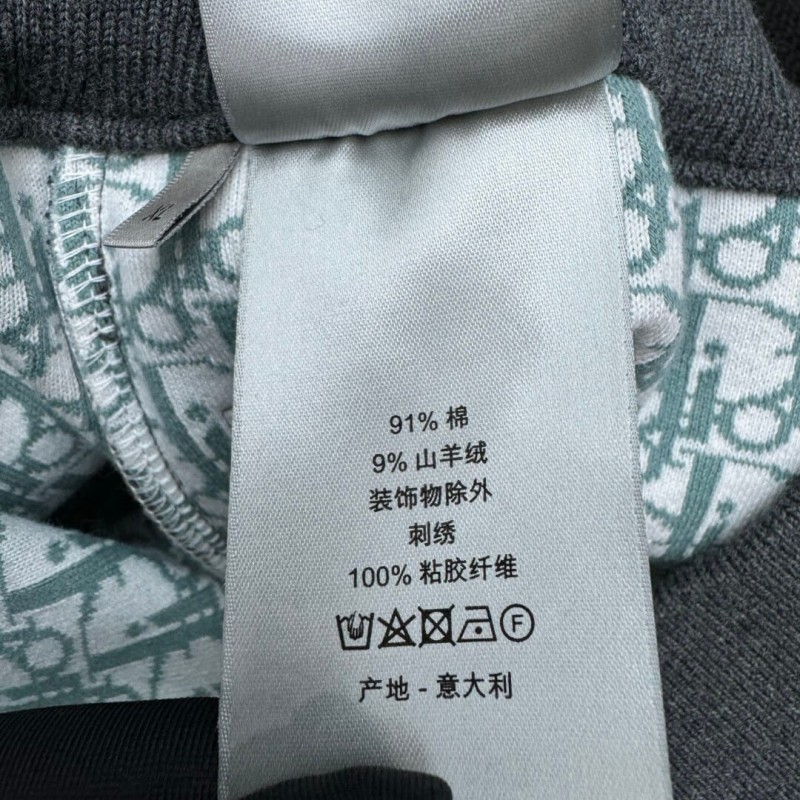 XL
91% 棉
9% 山羊绒
装饰物除外
刺绣
100% 粘胶纤维
F
产地 - 意大利